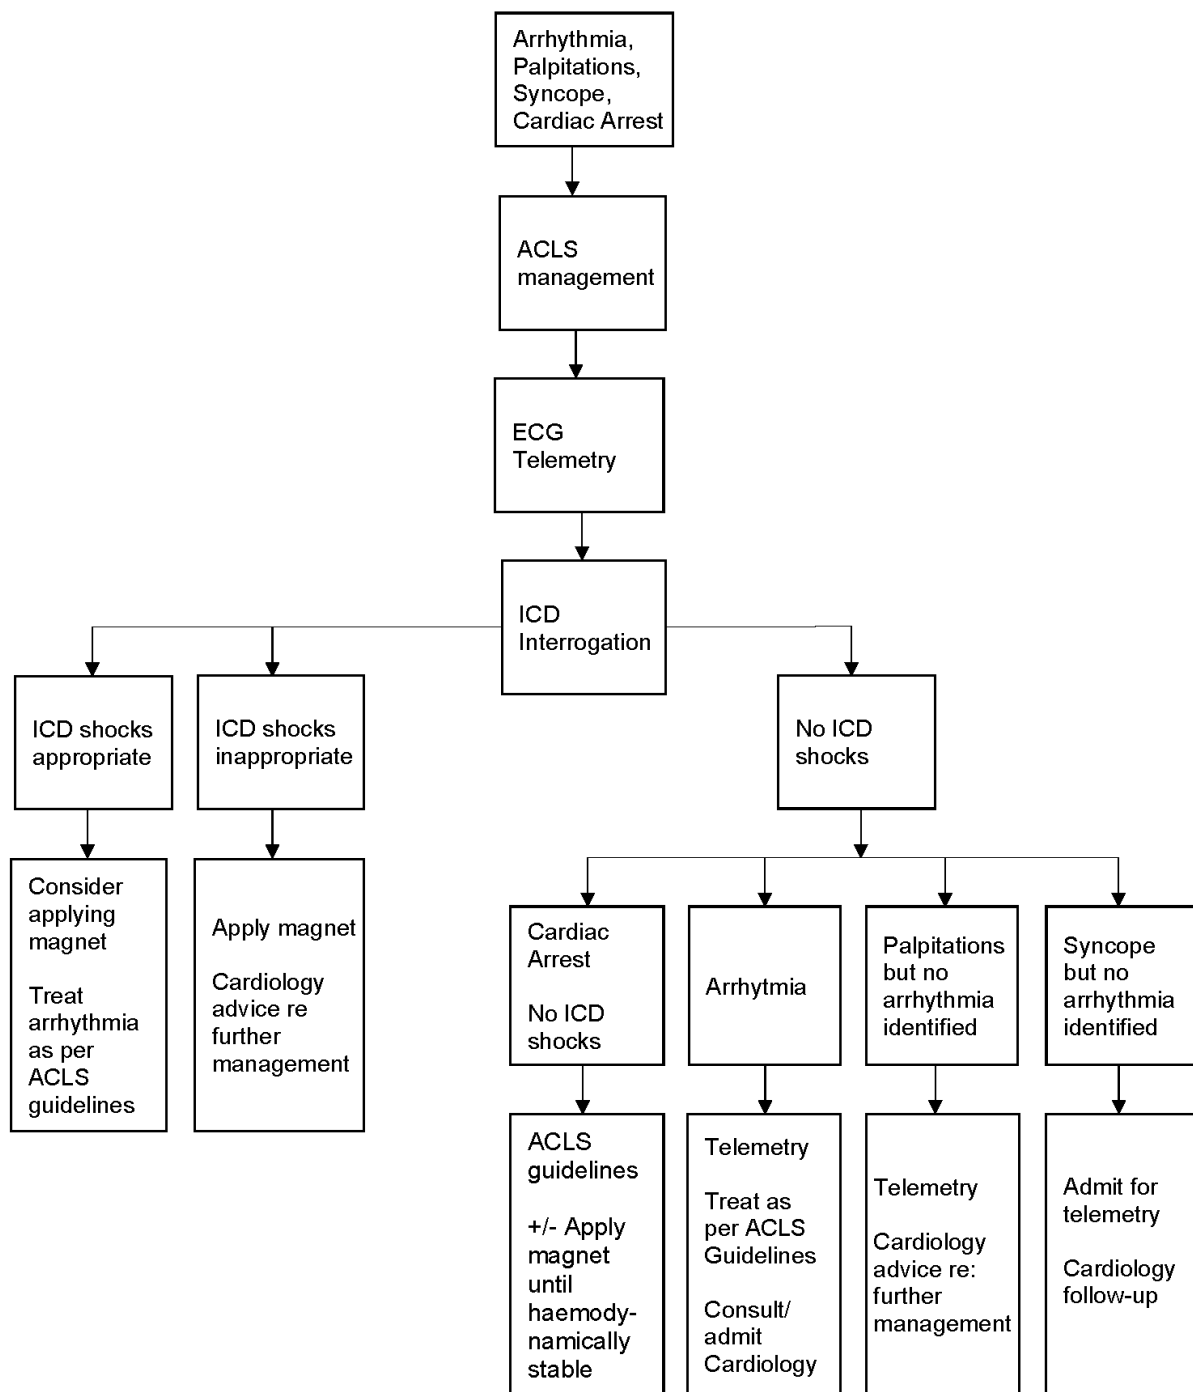 Arrhythmia,
Palpitations,
Syncope,
Cardiac Arrest
ACLS
management
ECG
Telemetry
ICD
Interrogation
ICD shocks
appropriate
ICD shocks
inappropriate
No ICD
shocks
Consider
applying
magnet
Treat
arrhythmia
as per
ACLS
guidelines
Apply magnet
Cardiology
advice re
further
management
Cardiac
Arrest
No ICD
shocks
Arrhytmia
Palpitations
but no
arrhythmia
identified
Syncope
but no
arrhythmia
identified
ACLS
guidelines
+/- Apply
magnet
until
haemody-
namically
stable
Telemetry
Treat as
per ACLS
Guidelines
Consult/
admit
Cardiology
Telemetry
Cardiology
advice re:
further
management
Admit for
telemetry
Cardiology
follow-up